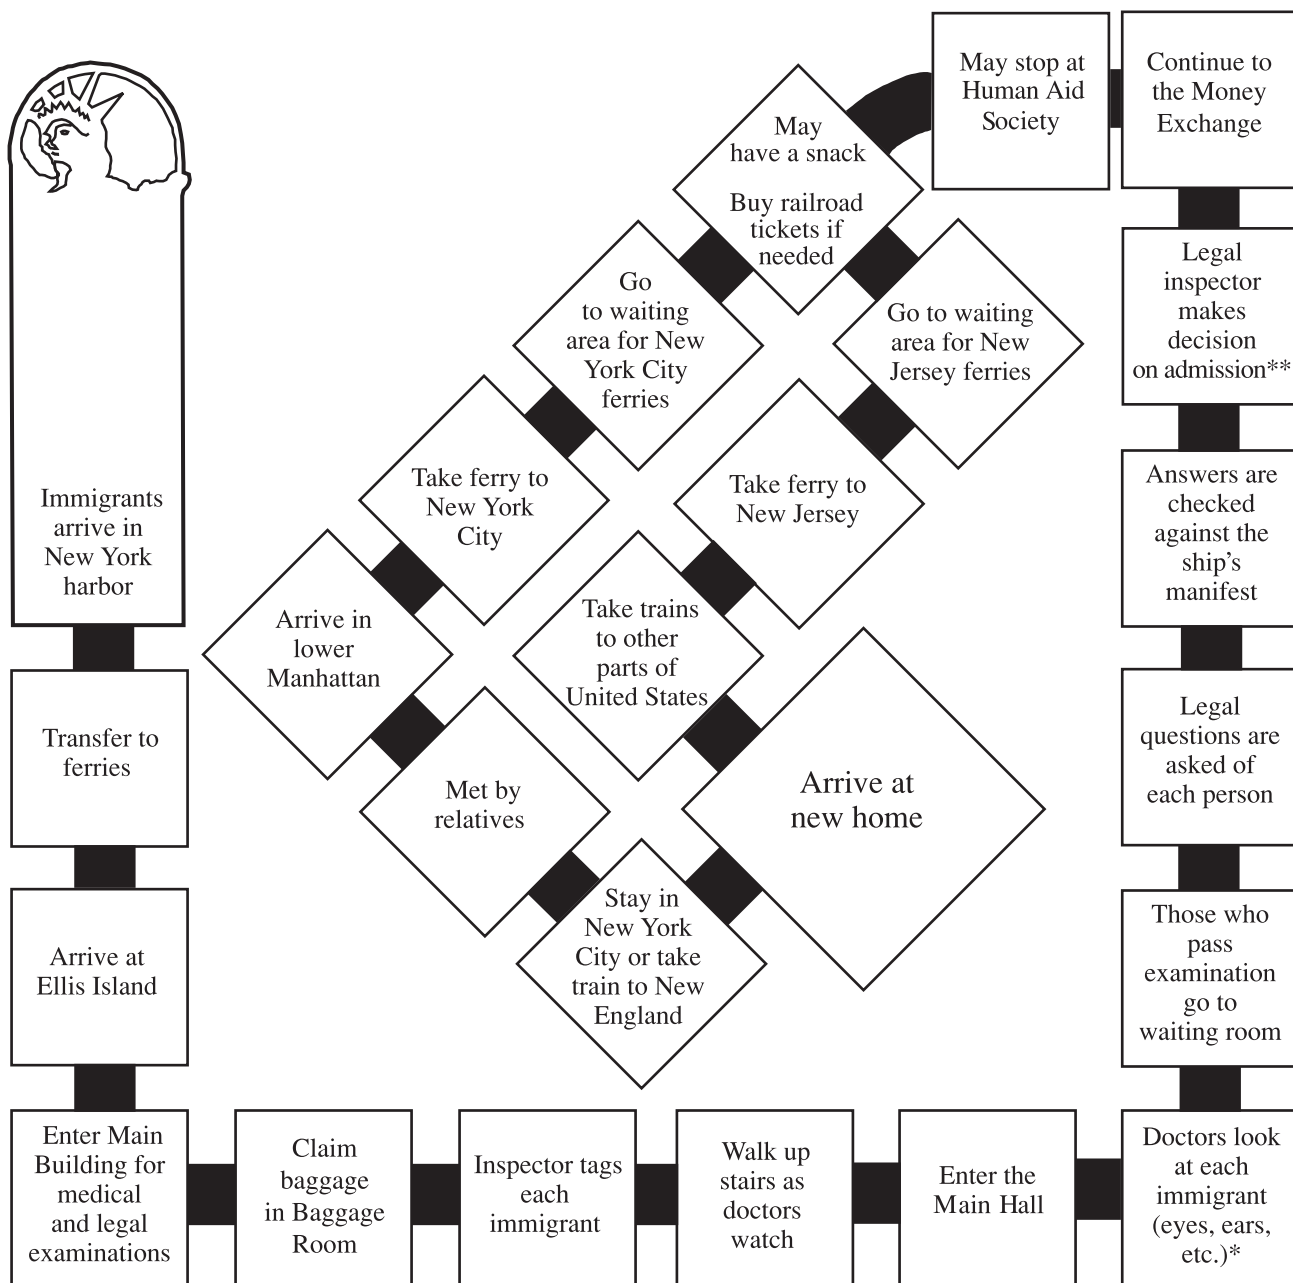 Immigrants
arrive in
New York
harbor
Transfer to
ferries
Arrive at
Ellis Island
Enter Main
Building for
medical
and legal
examinations
Claim
baggage
in Baggage
Room
Inspector tags
each
immigrant
Walk up
stairs as
doctors
watch
Enter the
Main Hall
Doctors look
at each
immigrant
(eyes, ears,
etc.)*
Those who
pass
examination
go to
waiting room
Legal
questions are
asked of
each person
Answers are
checked
against the
ship's
manifest
Legal
inspector
makes
decision
on admission**
Continue to
the Money
Exchange
May stop at
Human Aid
Society
May
have a snack
Buy railroad
tickets if
needed
Go
to waiting
area for New
York City
ferries
Take ferry to
New York
City
Arrive in
lower
Manhattan
Met by
relatives
Stay in
New York
City or take
train to New
England
Go to waiting
area for New
Jersey ferries
Take ferry to
New Jersey
Take trains
to other
parts of
United States
Arrive at
new home